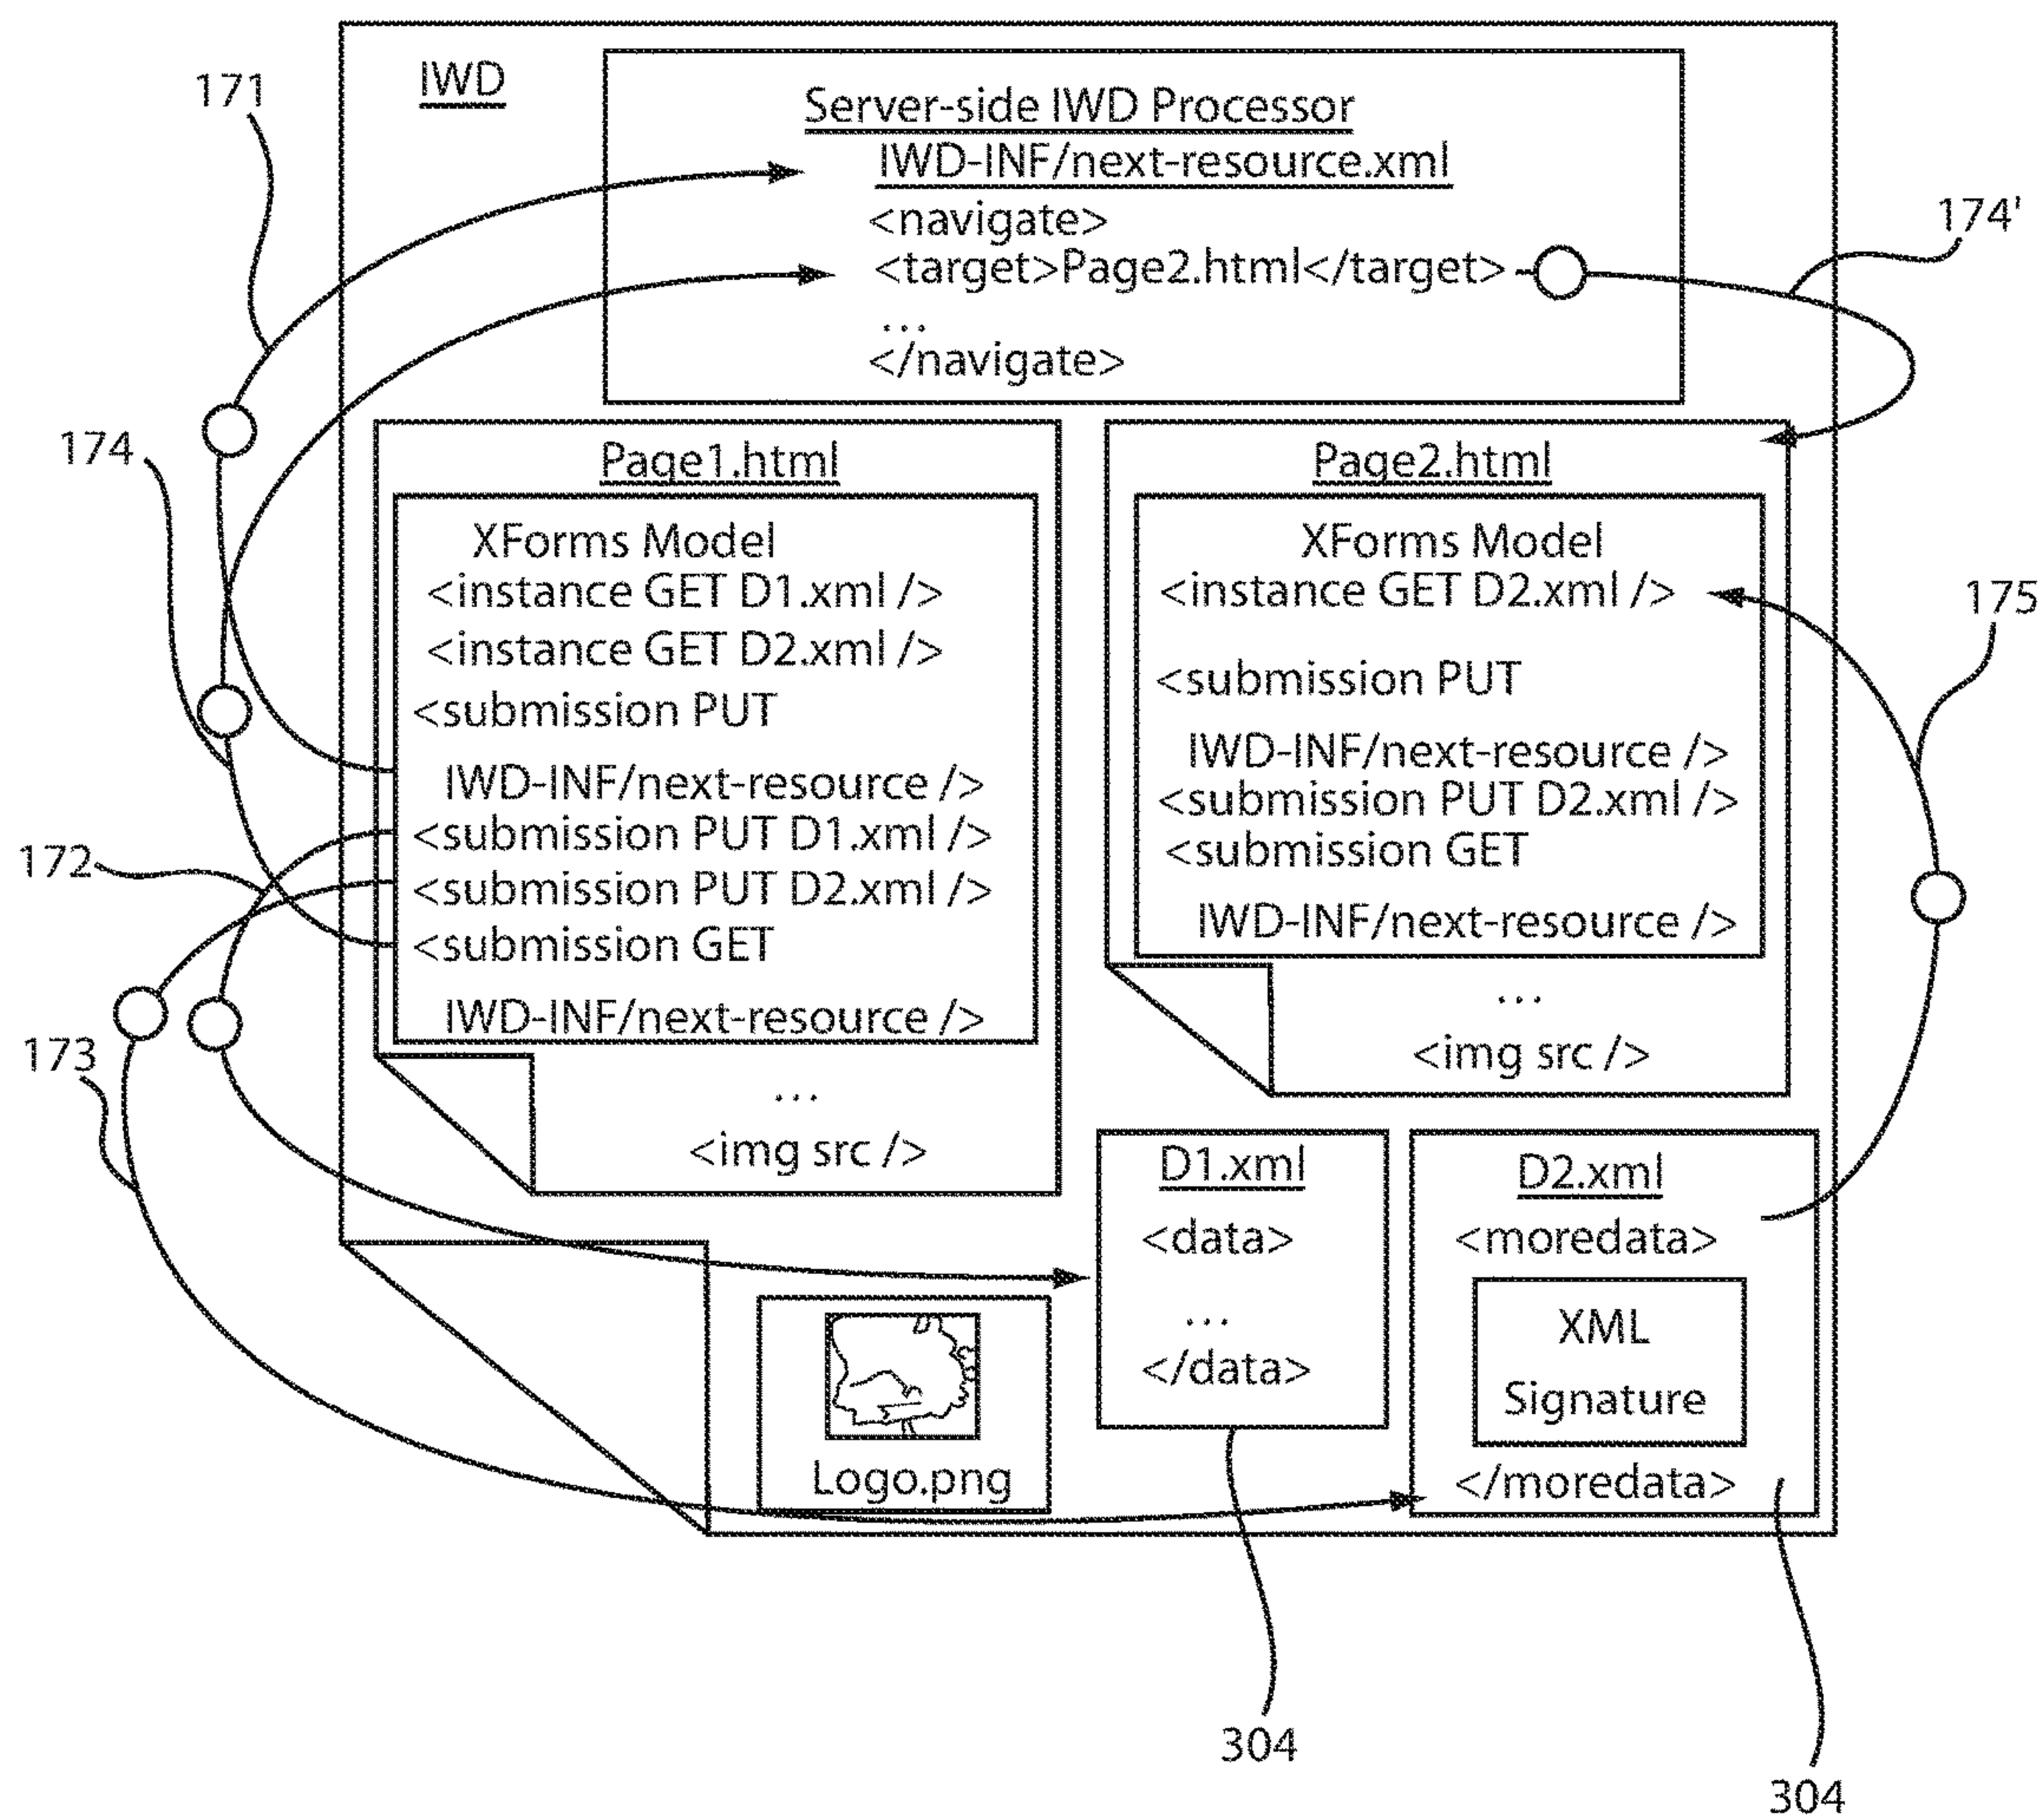 171
IWD
Server-side IWD Processor
IWD-INF/next-resource.xml
<navigate>
<target>Page2.html</target>
...
</navigate>
174'
174
Page1.html
XForms Model
<instance GET D1.xml />
<instance GET D2.xml />
<submission PUT
IWD-INF/next-resource />
<submission PUT D1.xml />
<submission PUT D2.xml />
<submission GET
IWD-INF/next-resource />
...
<img src />
Page2.html
XForms Model
<instance GET D2.xml />
<submission PUT
IWD-INF/next-resource />
<submission PUT D2.xml />
<submission GET
IWD-INF/next-resource />
...
<img src />
175
172
173
Logo.png
D1.xml
<data>
...
</data>
D2.xml
<moredata>
XML
Signature
</moredata>
304
304